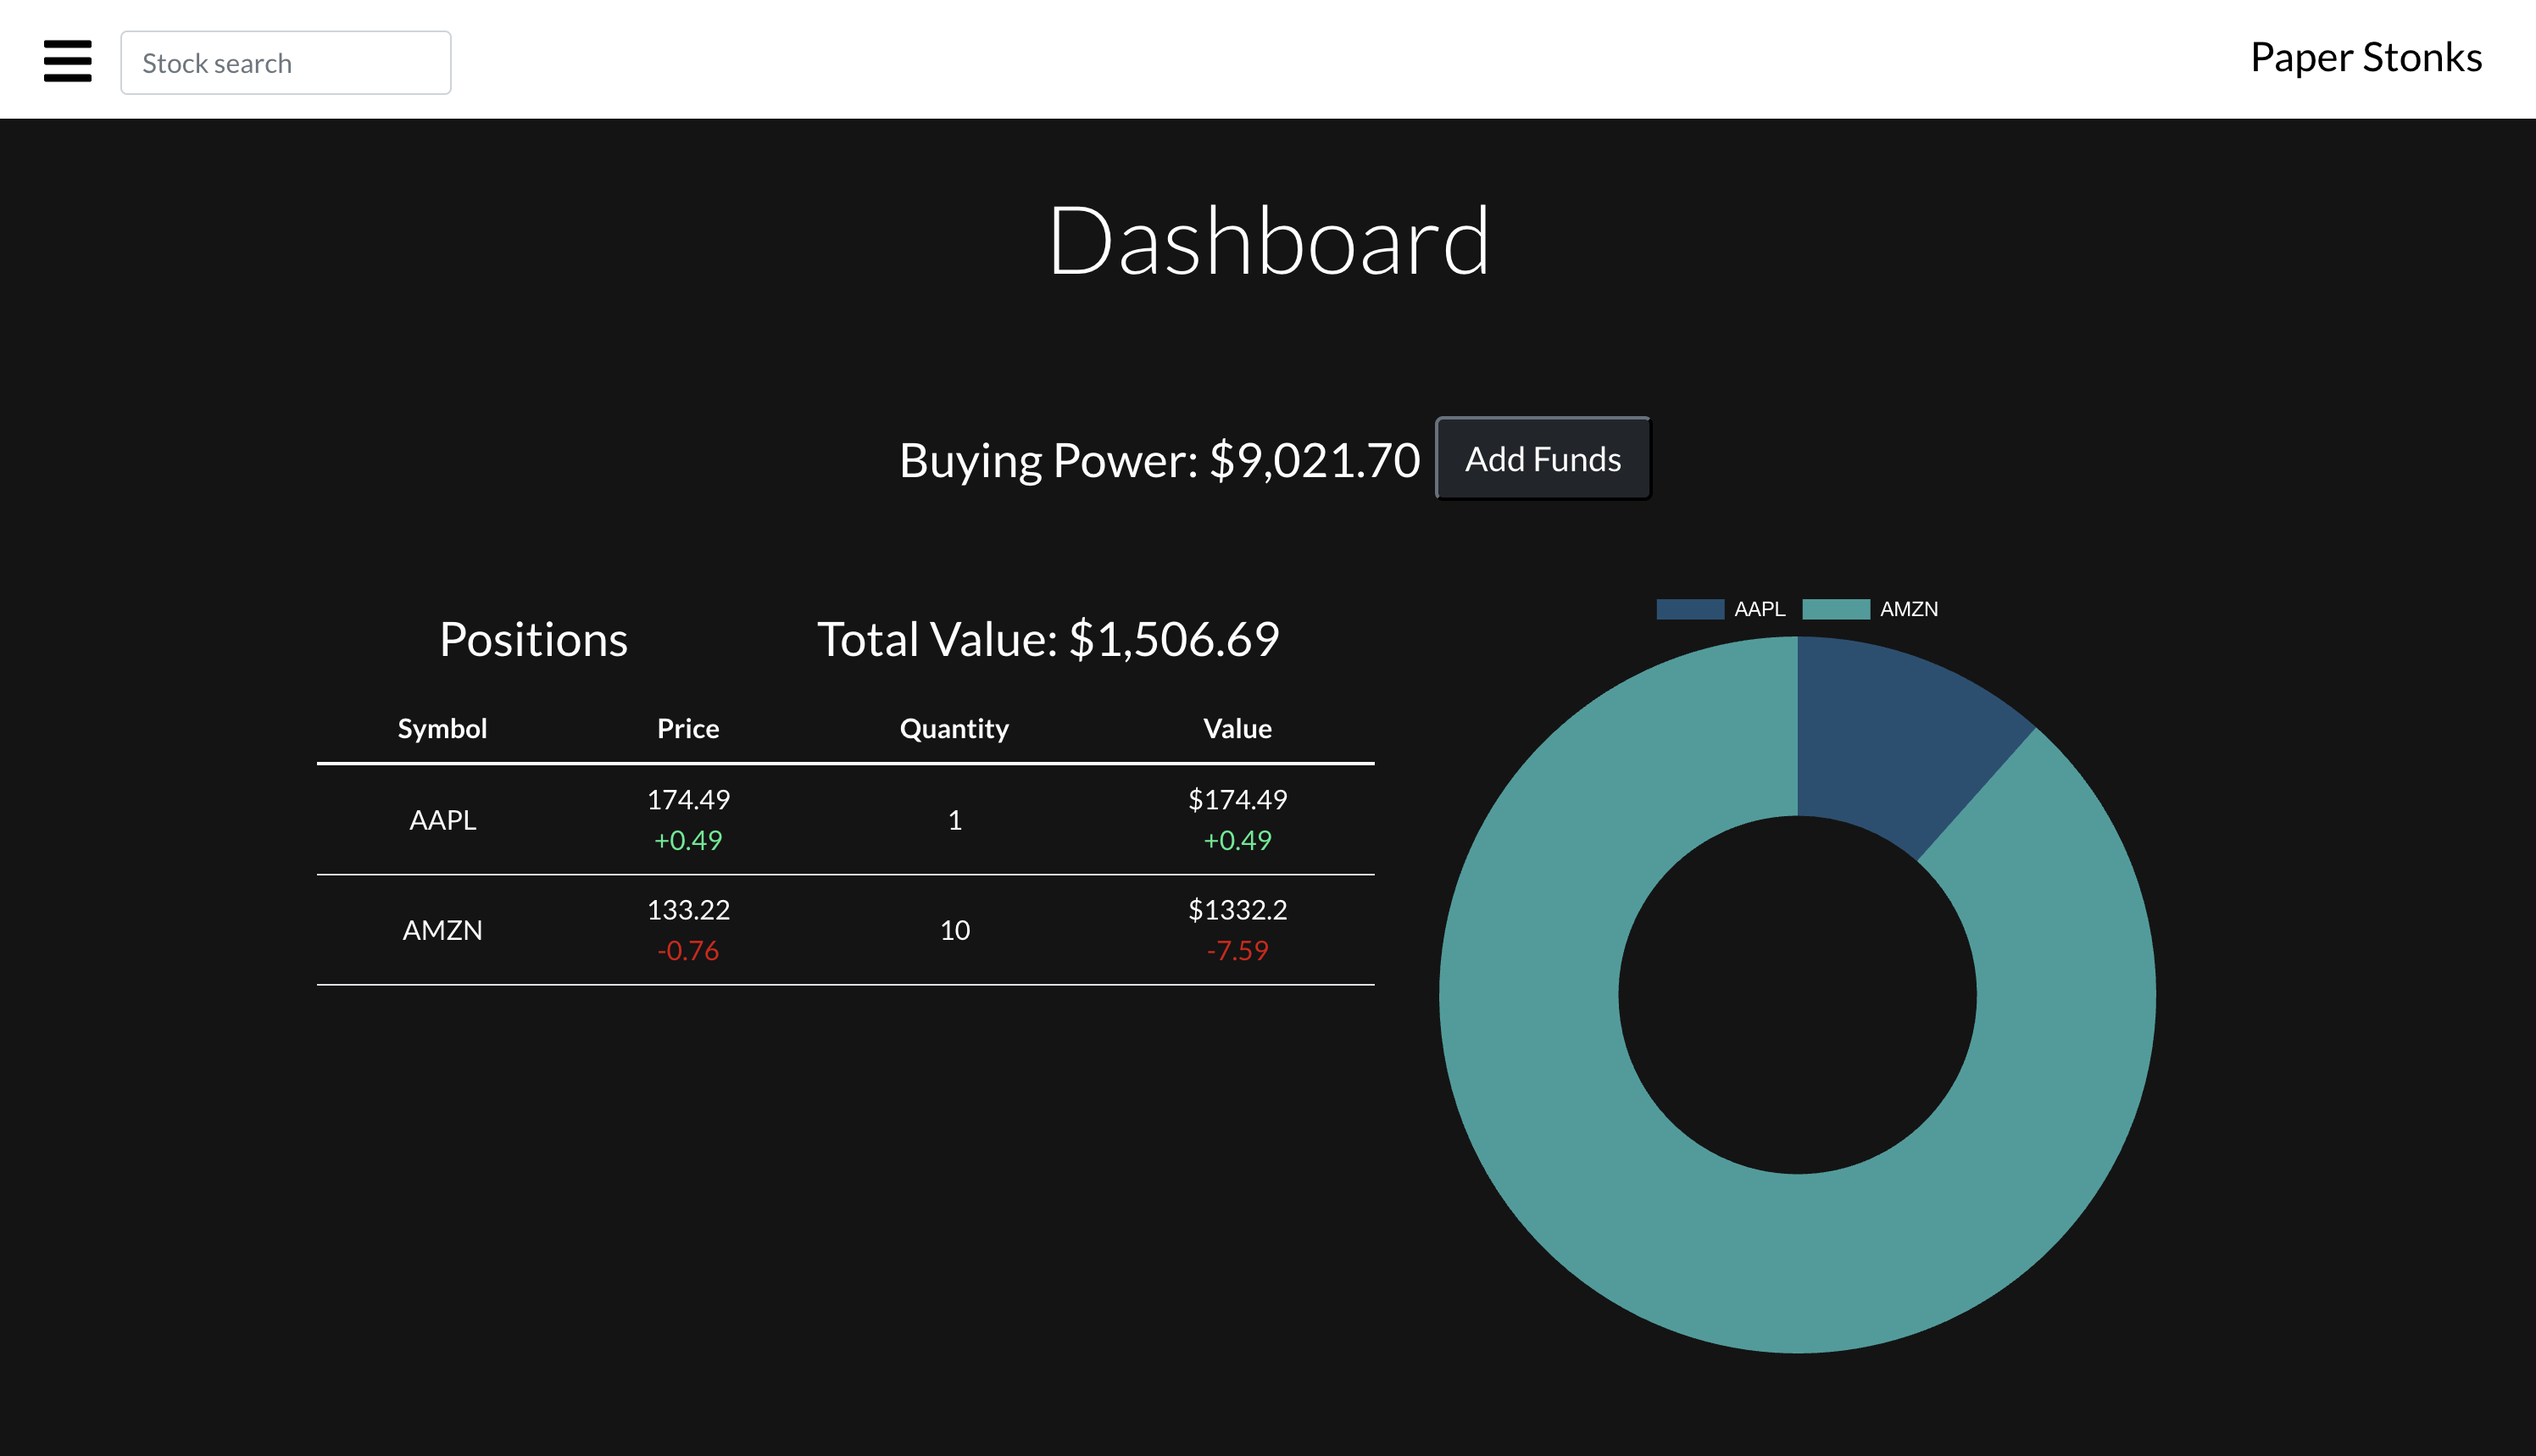 Stock search
Paper Stonks
Dashboard
Buying Power: $9,021.70 Add Funds
Positions Total Value: $1,506.69
Symbol Price Quantity Value
AAPL 174.49 +0.49 1 $174.49 +0.49
AMZN 133.22 -0.76 10 $1332.2 -7.59
AAPL AMZN